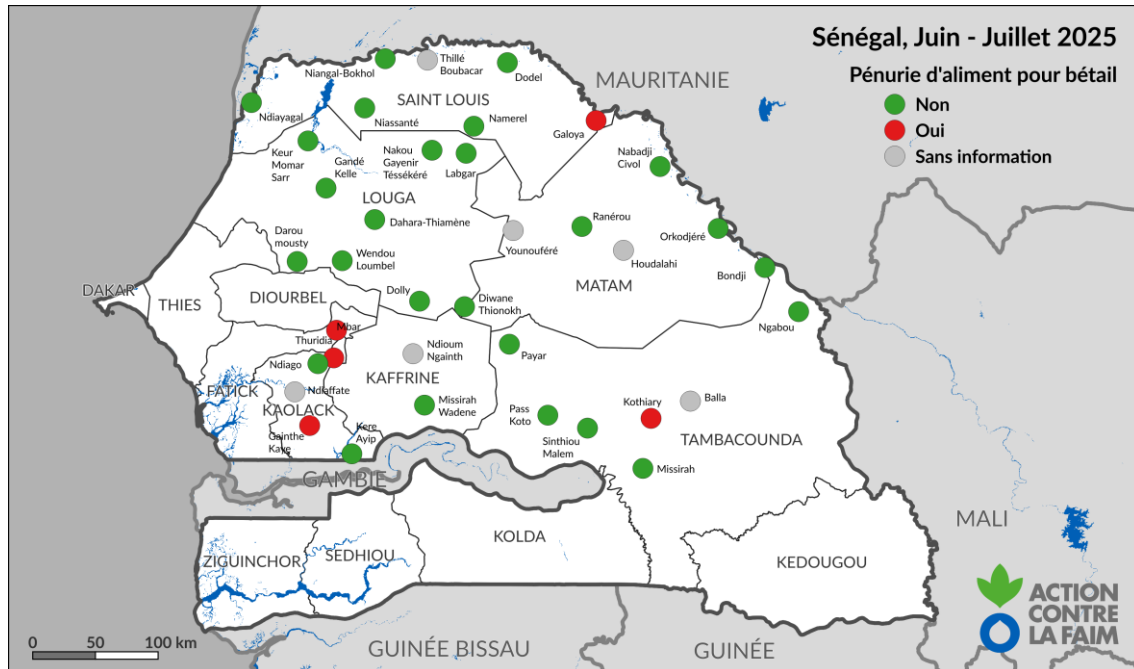 Sénégal, Juin - Juillet 2025
Pénurie d'aliment pour bétail
Non
Oui
Sans information
MAURITANIE
Niangal-Bokhol
Thillé
Boubacar
Dodel
SAINT LOUIS
Ndiayagal
Niassanté
Namerel
Galoya
Keur
Momar
Sarr
Gandé
Kelle
Nakou
Gayenir
Téssékéré
Labgar
Nabadji
Civol
LOUGA
Dahara-Thiamène
Ranérou
Orkodjéré
Darou
mousty
Wendou
Loumbel
Younouféré
Houdalahi
Bondji
DAKAR
THIES
DIOURBEL
Dolly
Diwane
Thionokh
MATAM
Ngabou
Mbar
Thuridia
Ndiago
Ndioum
Ngainth
Payar
KAFFRINE
FATICK
Ndiaffate
KAOLACK
Missirah
Wadene
Balla
Kothiary
Pass
Koto
Gainthe
Kaye
Kere
Ayip
Sinthiou
Malem
TAMBACOUNDA
Missirah
GAMBIE
MALI
ZIGUINCHOR
SEDHIOU
KOLDA
KEDOUGOU
0 50 100 km
GUINÉE BISSAU
GUINÉE
ACTION
CONTRE
LA FAIM